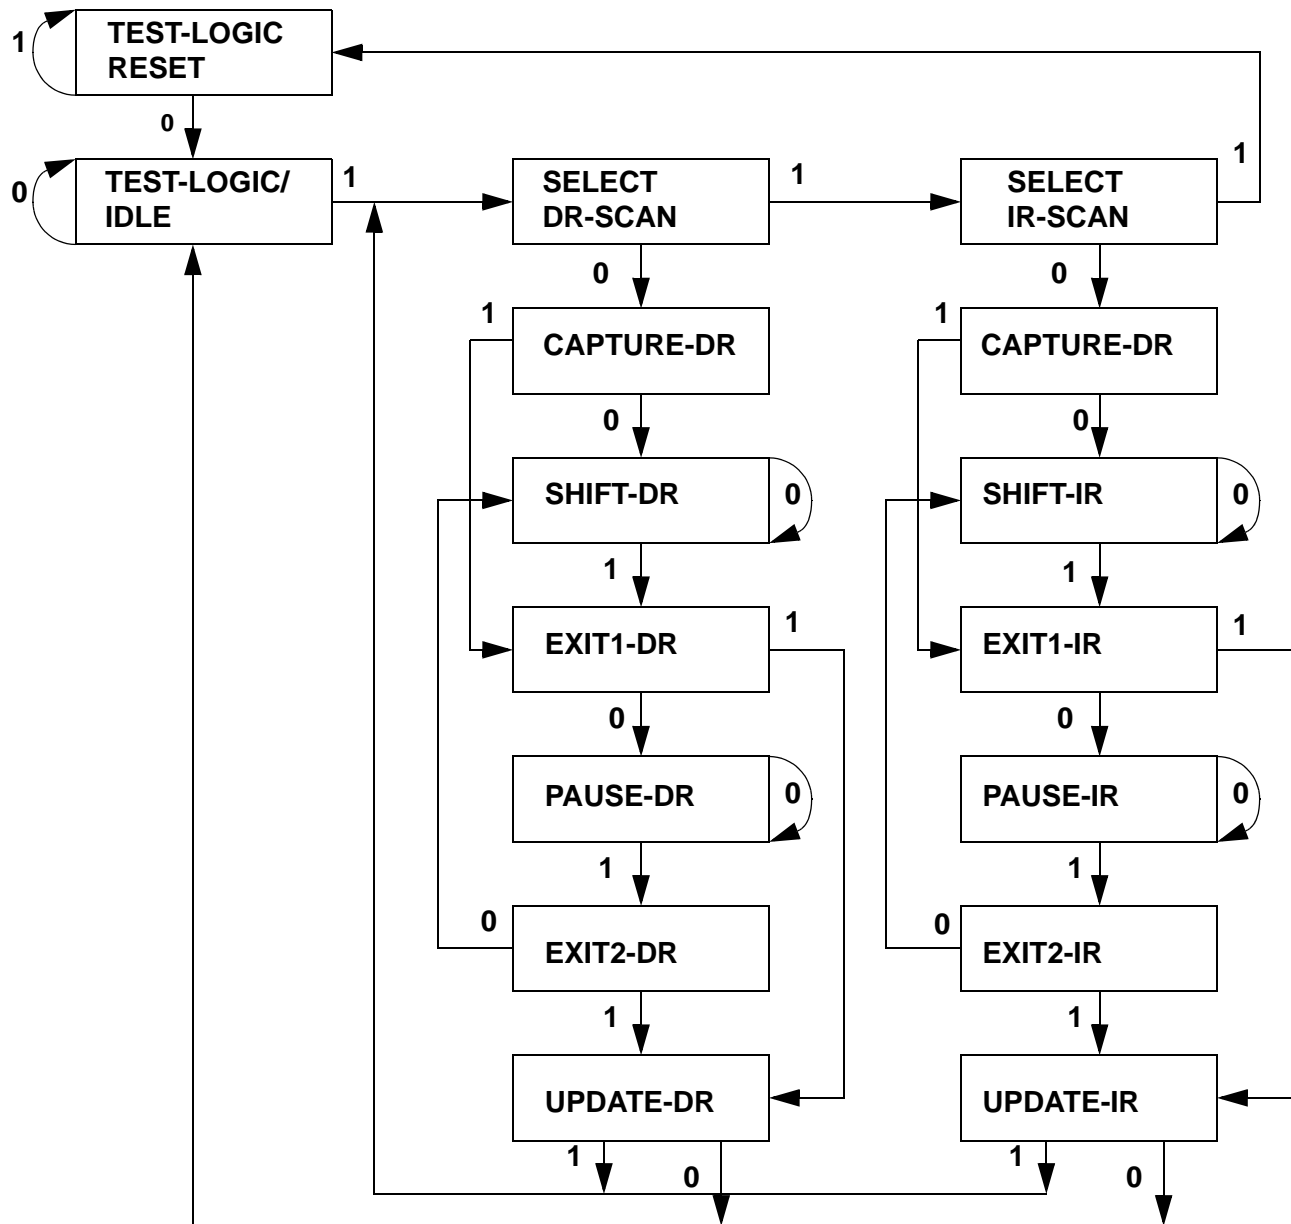 1
TEST-LOGIC
RESET
0
0
TEST-LOGIC/
IDLE
1
SELECT
DR-SCAN
1
SELECT
IR-SCAN
1
0
0
1
CAPTURE-DR
1
CAPTURE-DR
0
0
SHIFT-DR
0
SHIFT-IR
0
1
1
EXIT1-DR
1
EXIT1-IR
1
0
0
PAUSE-DR
0
PAUSE-IR
0
1
1
0
EXIT2-DR
0
EXIT2-IR
1
1
UPDATE-DR
UPDATE-IR
1
0
1
0